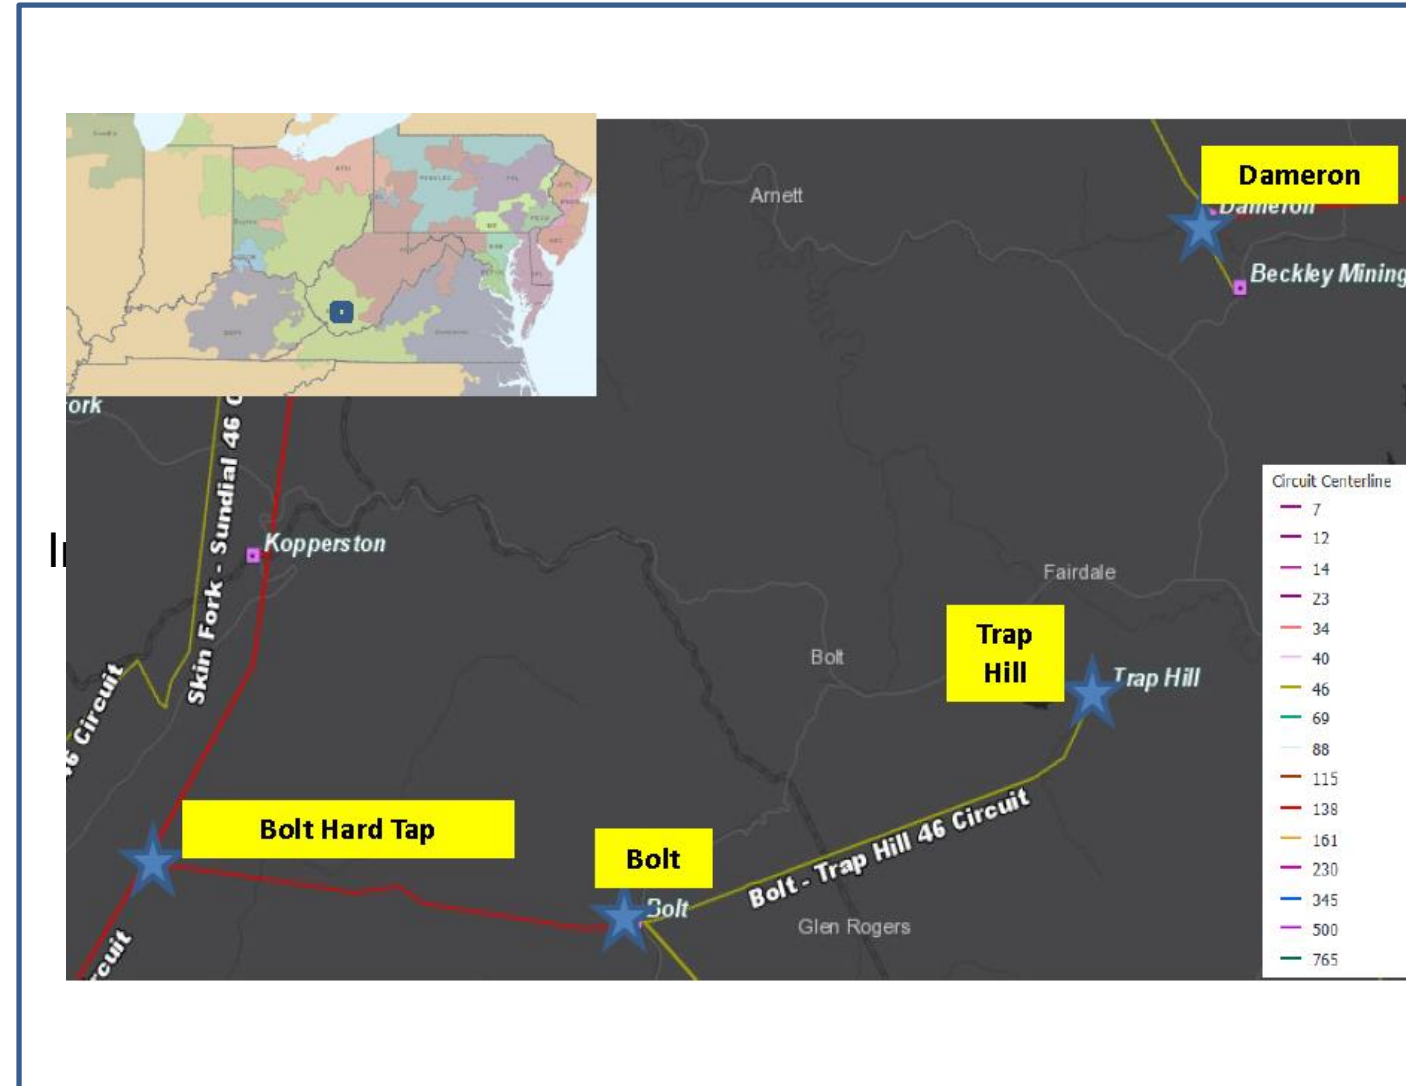 Dameron
Arnett
Dameron
Beckley Mining
ork
Skin Fork - Sundial 46 C
Circuit Centerline
7
12
14
23
34
40
46
69
88
115
138
161
230
345
500
765
Kopperston
Fairdale
Trap
Hill
Bolt
Trap Hill
46 Circuit
Bolt Hard Tap
Bolt
Bolt - Trap Hill 46 Circuit
Bolt
Glen Rogers
rcuit